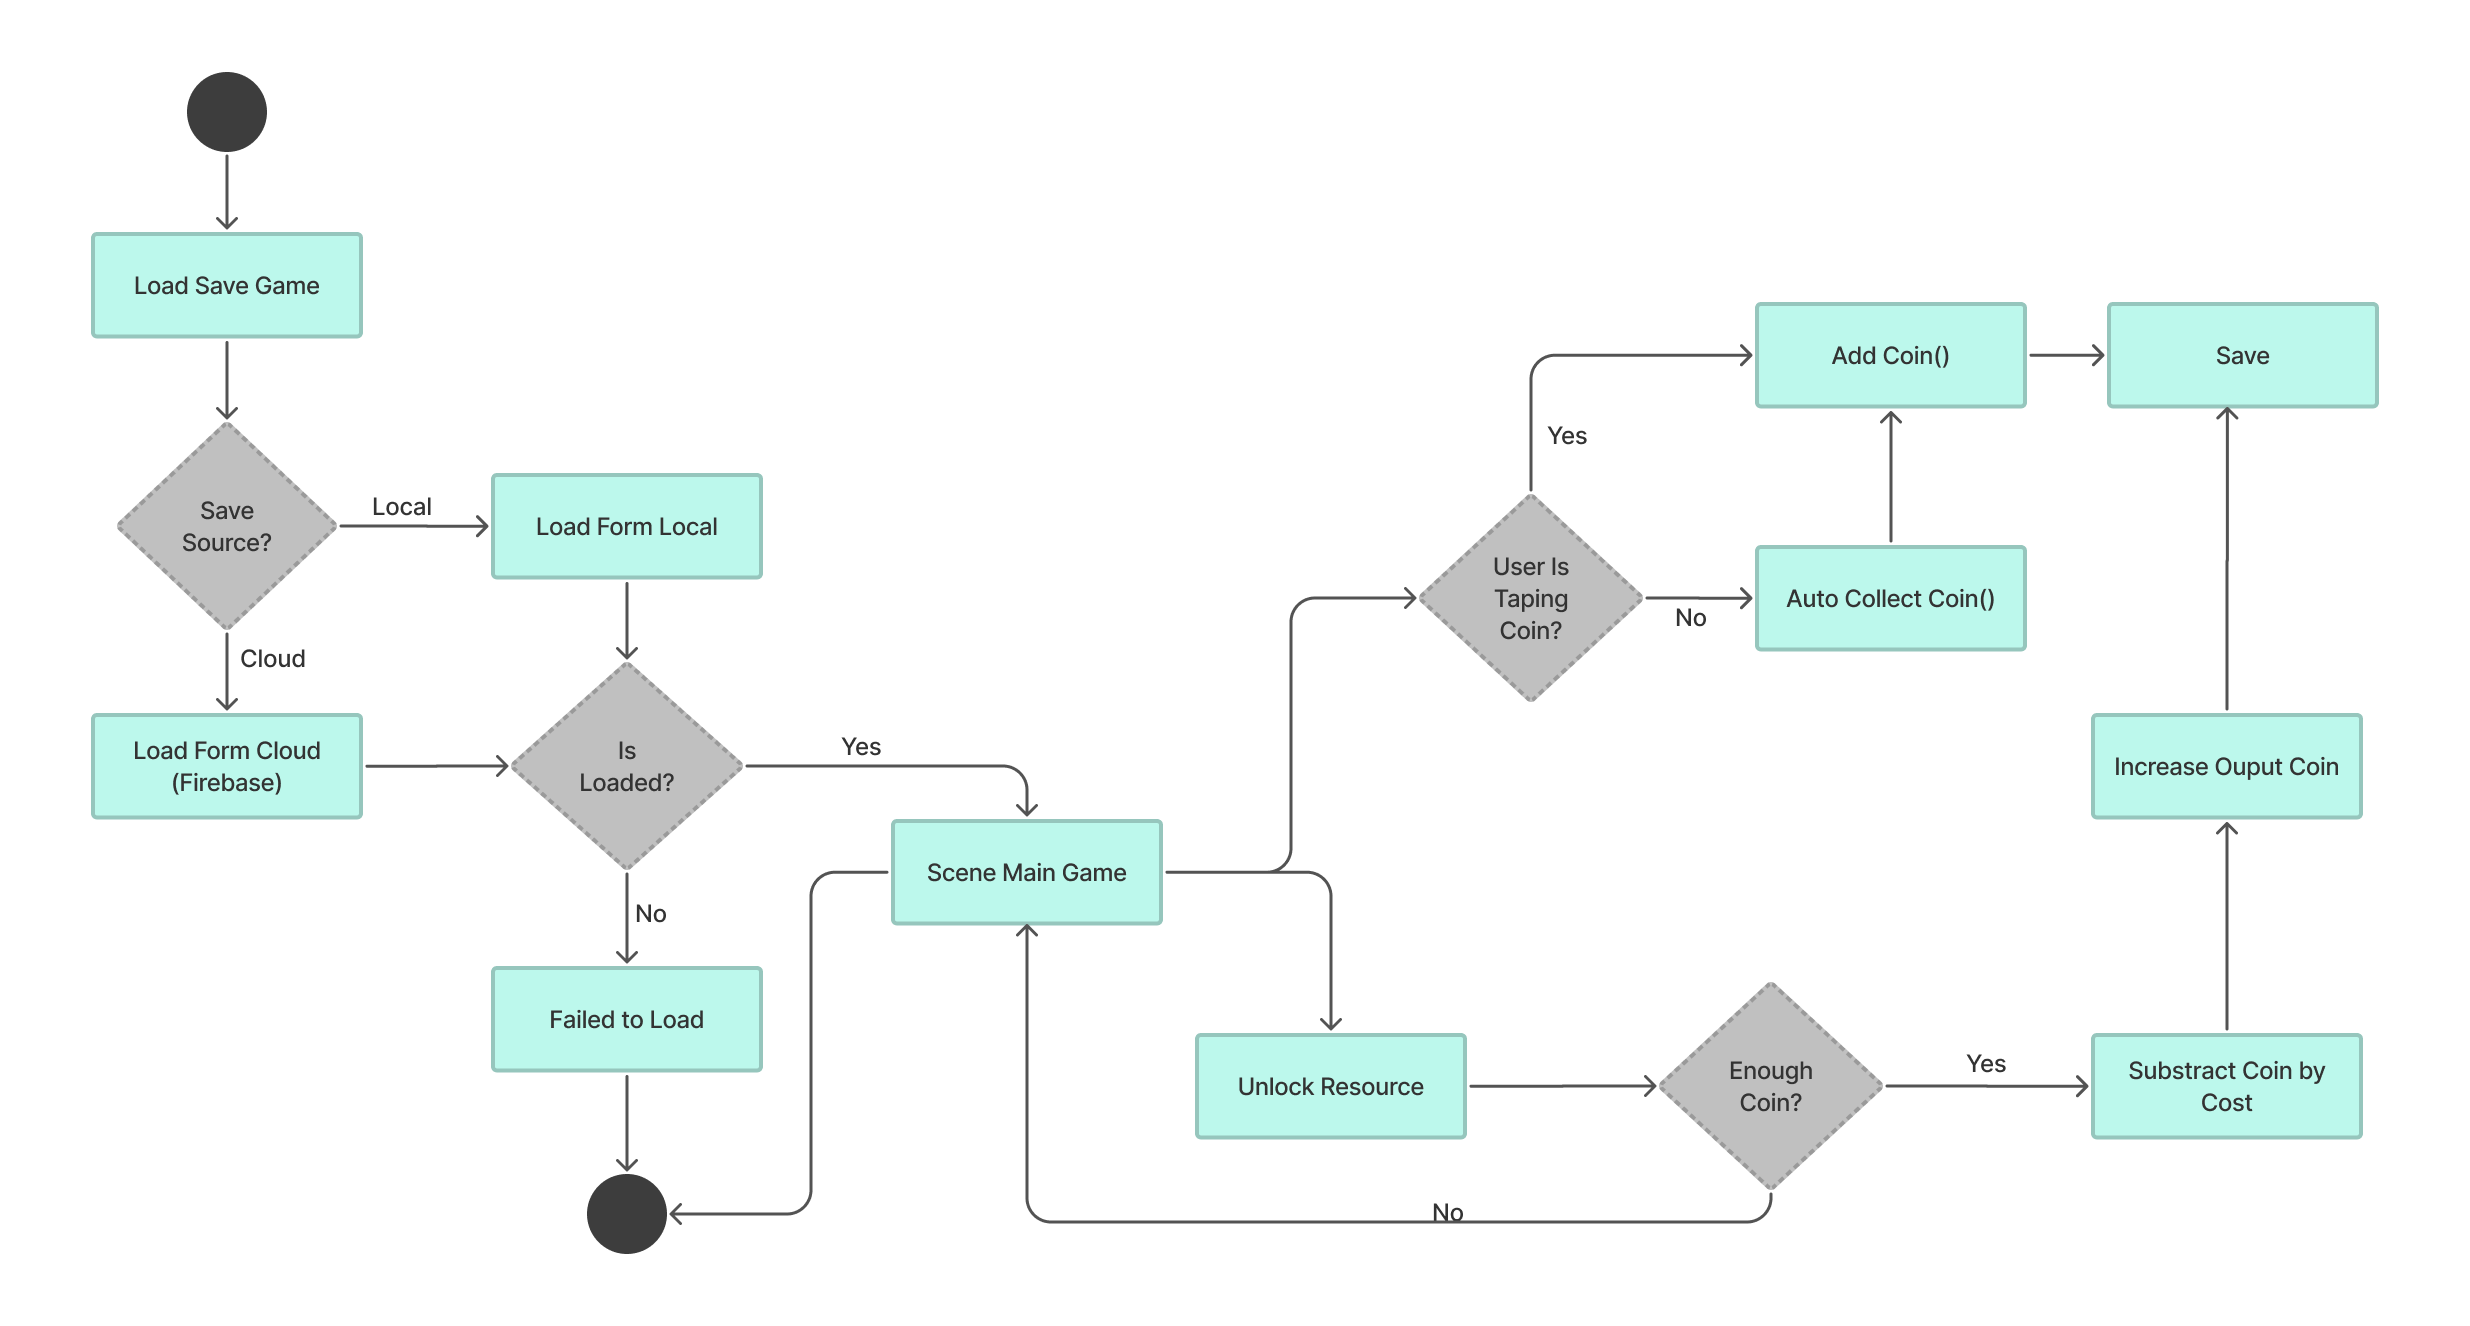 Load Save Game
Save
Source?
Local
Load Form Local
Cloud
Load Form Cloud
(Firebase)
Is
Loaded?
Yes
No
Failed to Load
Scene Main Game
User Is
Taping
Coin?
Yes
No
Add Coin()
Save
Auto Collect Coin()
Increase Ouput Coin
Unlock Resource
Enough
Coin?
Yes
No
Substract Coin by
Cost